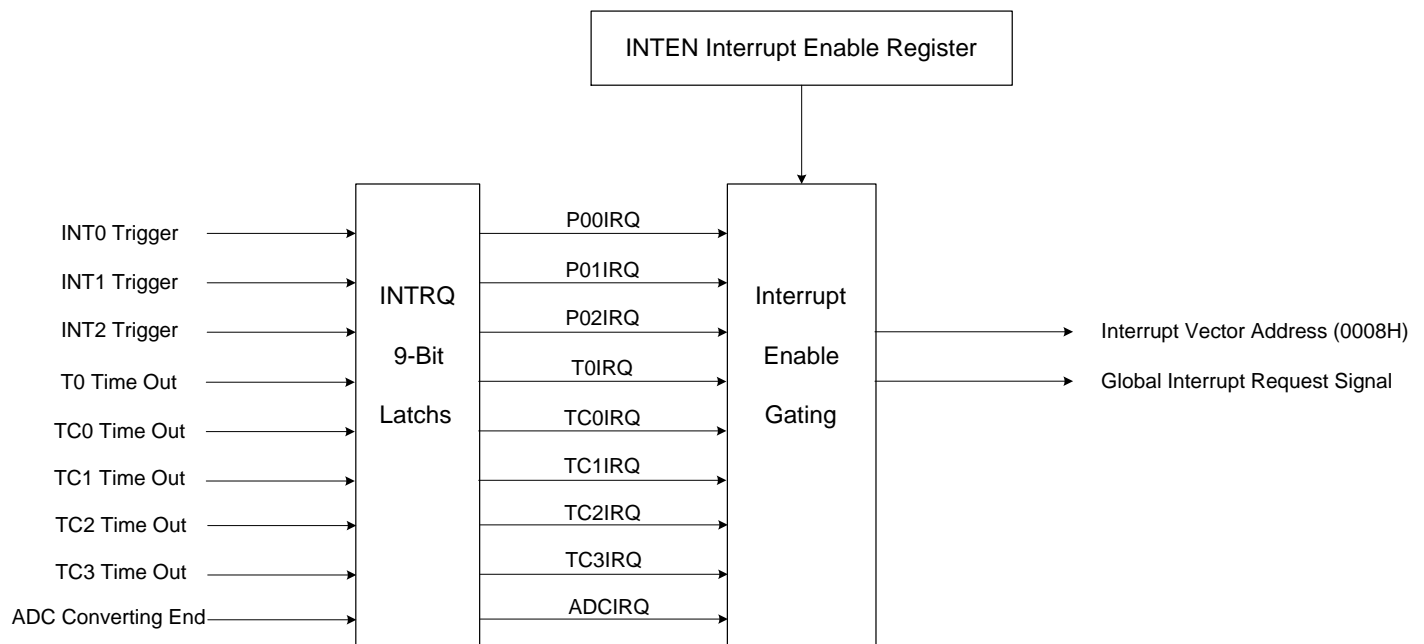 INTEN Interrupt Enable Register
INT0 Trigger
INT1 Trigger
INT2 Trigger
T0 Time Out
TC0 Time Out
TC1 Time Out
TC2 Time Out
TC3 Time Out
ADC Converting End
INTRQ
9-Bit
Latchs
P00IRQ
P01IRQ
P02IRQ
T0IRQ
TC0IRQ
TC1IRQ
TC2IRQ
TC3IRQ
ADCIRQ
Interrupt
Enable
Gating
Interrupt Vector Address (0008H)
Global Interrupt Request Signal